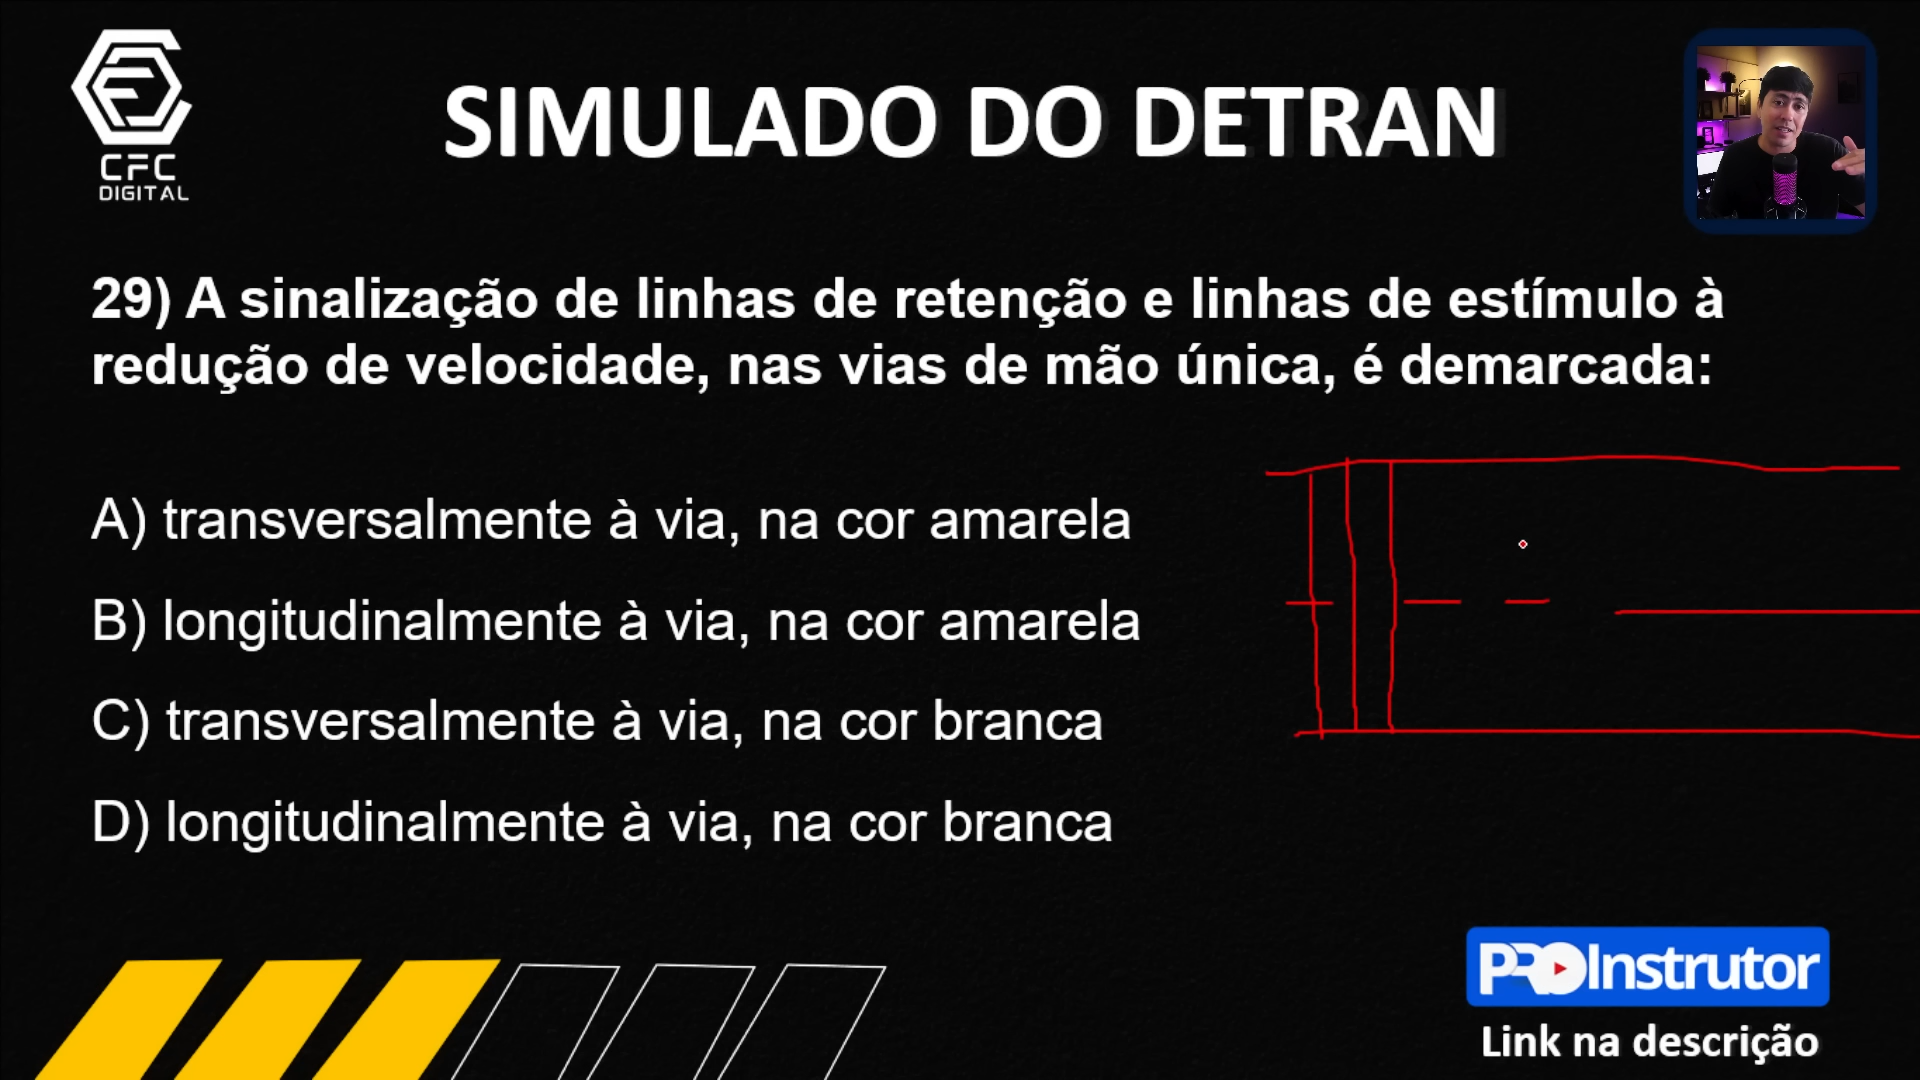 CFC
DIGITAL
SIMULADO DO DETRAN
29) A sinalização de linhas de retenção e linhas de estímulo à
redução de velocidade, nas vias de mão única, é demarcada:
A) transversalmente à via, na cor amarela
B) longitudinalmente à via, na cor amarela
C) transversalmente à via, na cor branca
D) longitudinalmente à via, na cor branca
PROInstrutor
Link na descrição